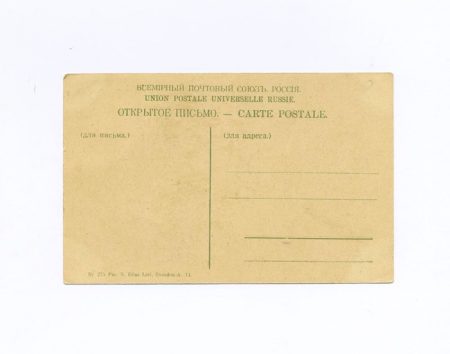 ВСЕМІРНЫЙ ПОЧТОВЫЙ СОЮЗЪ. РОССІЯ.
UNION POSTALE UNIVERSELLE RUSSIE.
ОТКРЫТОЕ ПИСЬМО. — CARTE POSTALE.
(для письма.)
(для адреса.)